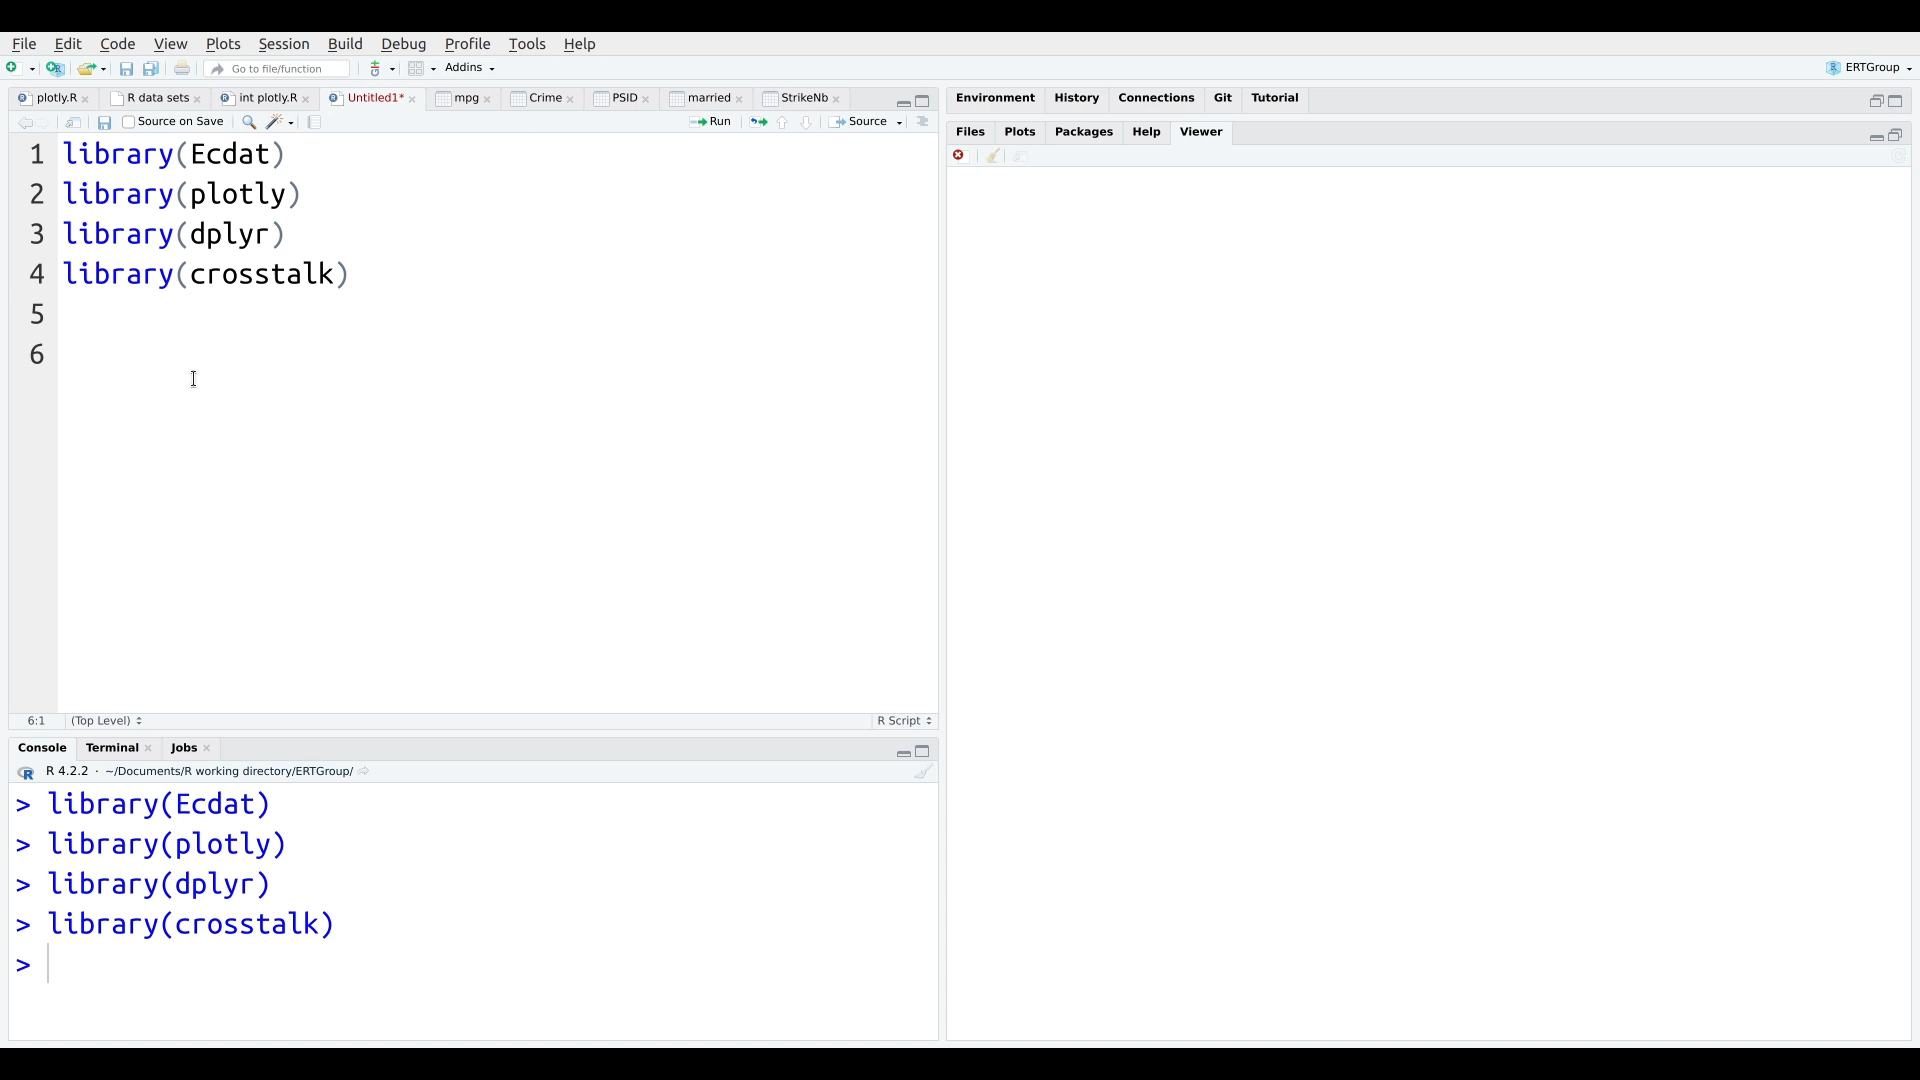 File Edit Code View Plots Session Build Debug Profile Tools Help
Go to file/function Addins ERTGroup
plotly.R R data sets int plotly.R Untitled1* mpg Crime PSID married StrikeNb
Source on Save Run Source
1 library(Ecdat)
2 library(plotly)
3 library(dplyr)
4 library(crosstalk)
5
6
6:1 (Top Level) R Script
Console Terminal Jobs
R 4.2.2 · ~/Documents/R working directory/ERTGroup/
> library(Ecdat)
> library(plotly)
> library(dplyr)
> library(crosstalk)
>
Environment History Connections Git Tutorial
Files Plots Packages Help Viewer